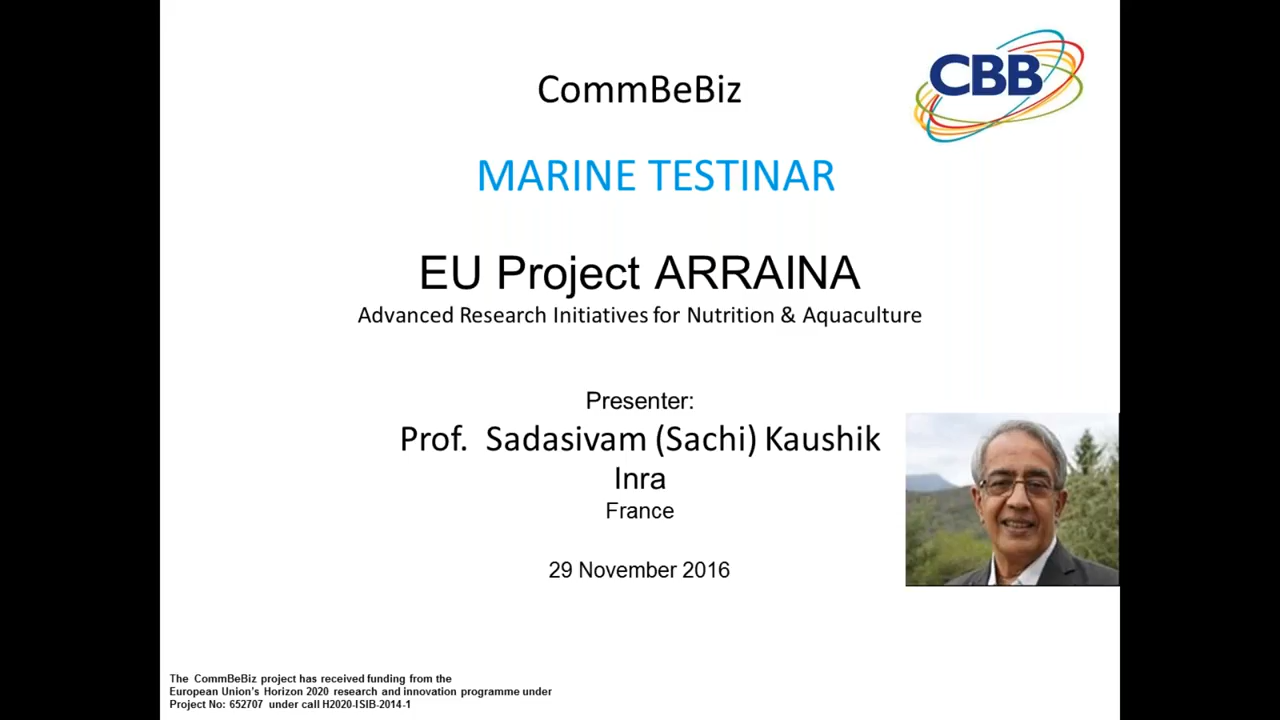 CommBeBiz
CBB
MARINE TESTINAR
EU Project ARRAINA
Advanced Research Initiatives for Nutrition & Aquaculture
Presenter:
Prof. Sadasivam (Sachi) Kaushik
Inra
France
29 November 2016
The CommBeBiz project has received funding from the
European Union's Horizon 2020 research and innovation programme under
Project No: 652707 under call H2020-ISIB-2014-1